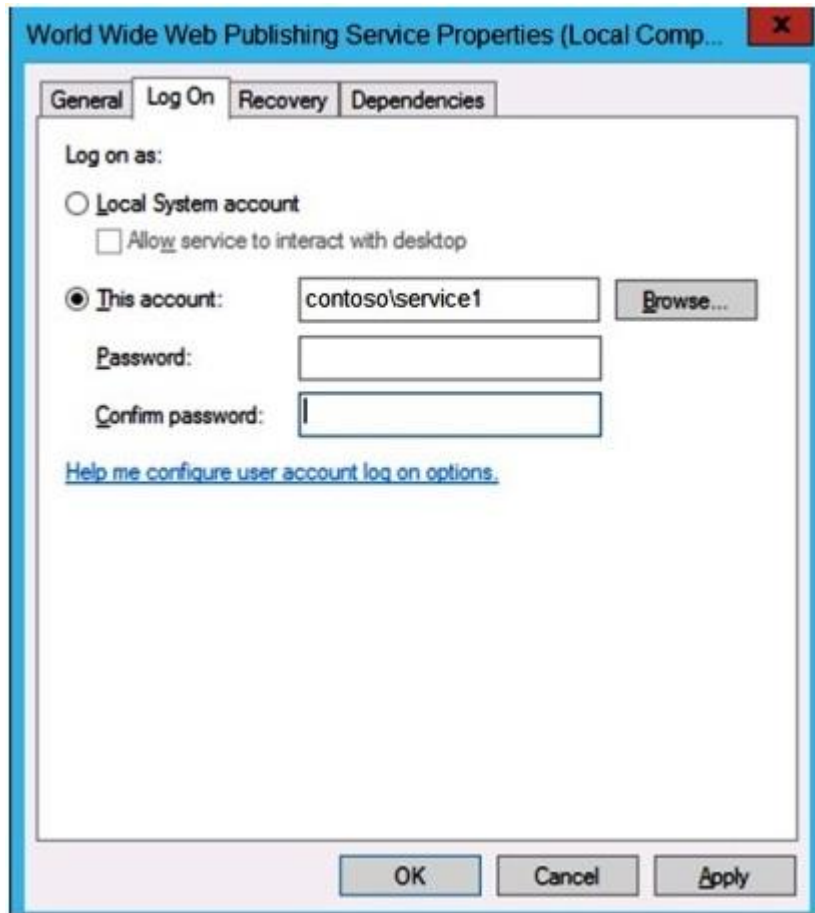 World Wide Web Publishing Service Properties (Local Comp...
x
General Log On Recovery Dependencies
Log on as:
Local System account
Allow service to interact with desktop
This account: contoso\service1 Browse...
Password:
Confirm password:
Help me configure user account log on options.
OK Cancel Apply